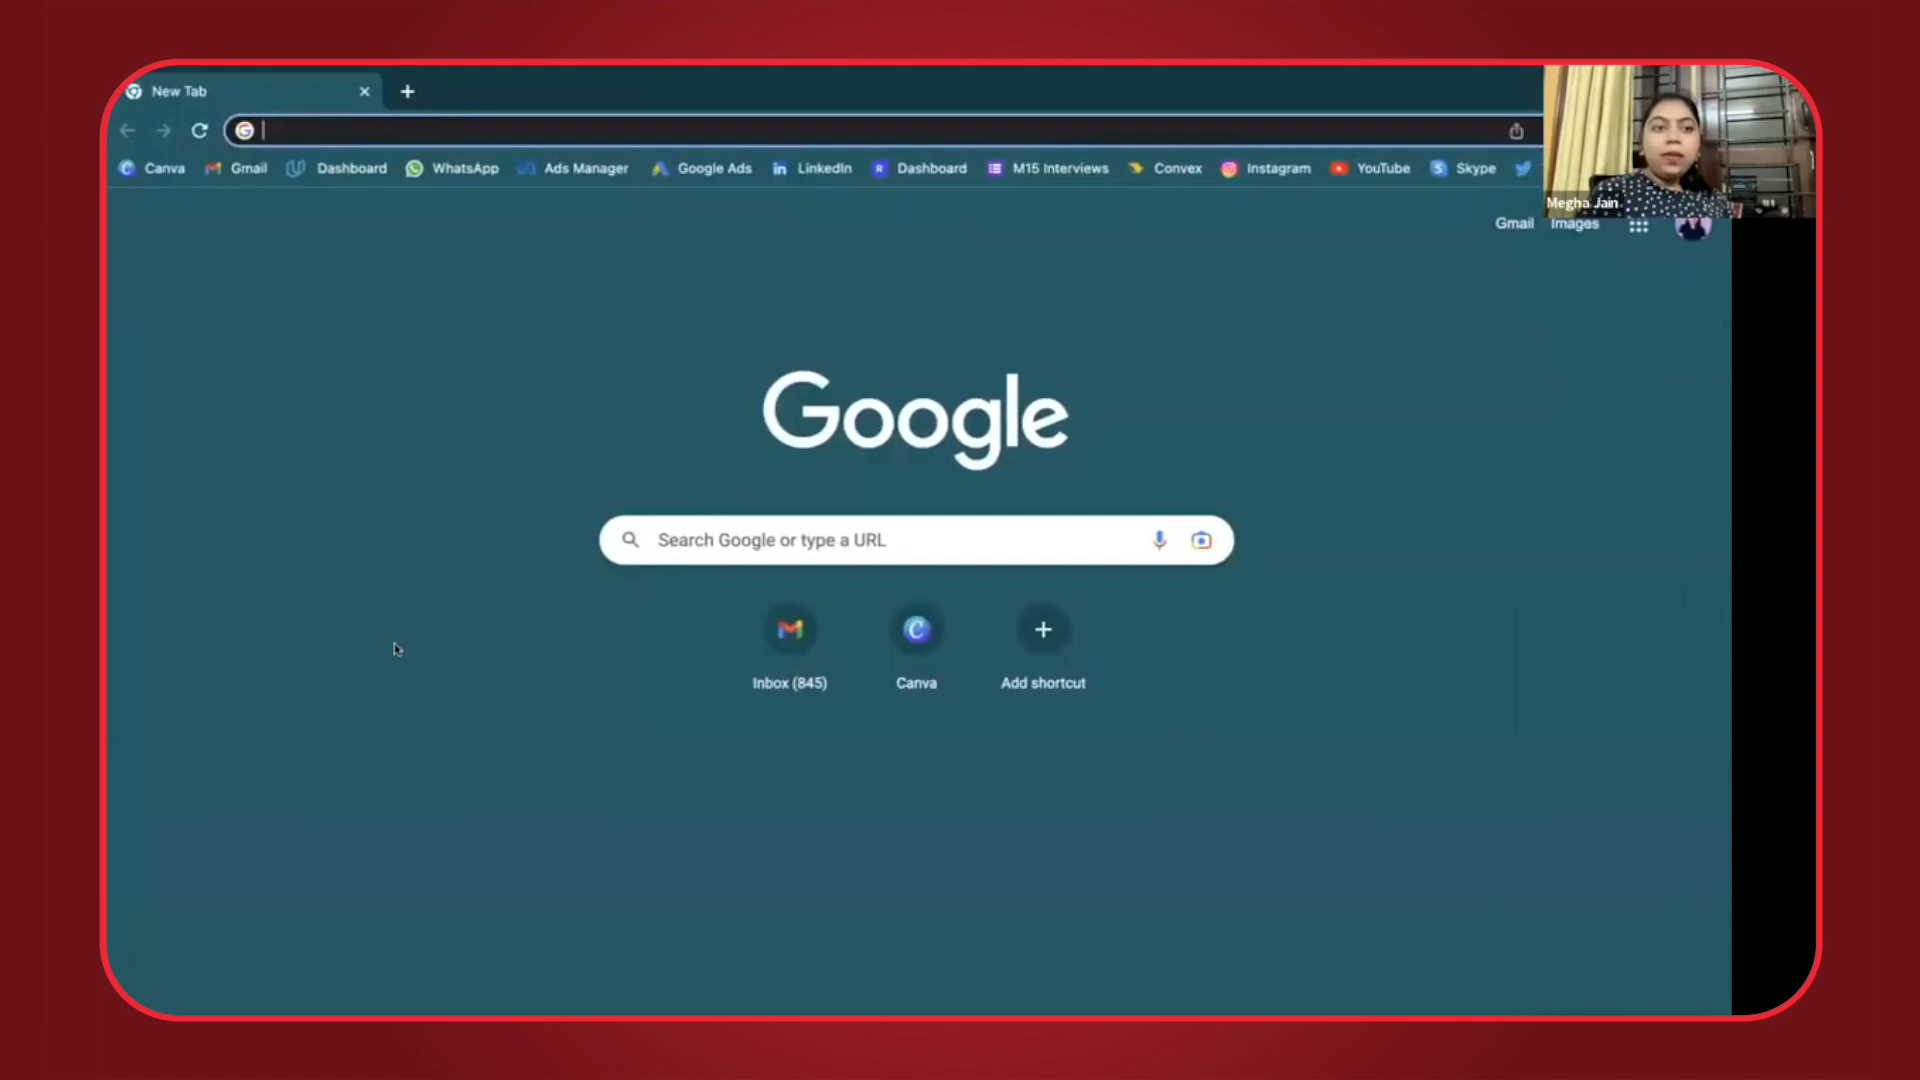 New Tab
Canva Gmail Dashboard WhatsApp Ads Manager Google Ads LinkedIn Dashboard M15 Interviews Convex Instagram YouTube Skype
Megha Jain
Gmail Images
Google
Search Google or type a URL
Inbox (845) Canva Add shortcut